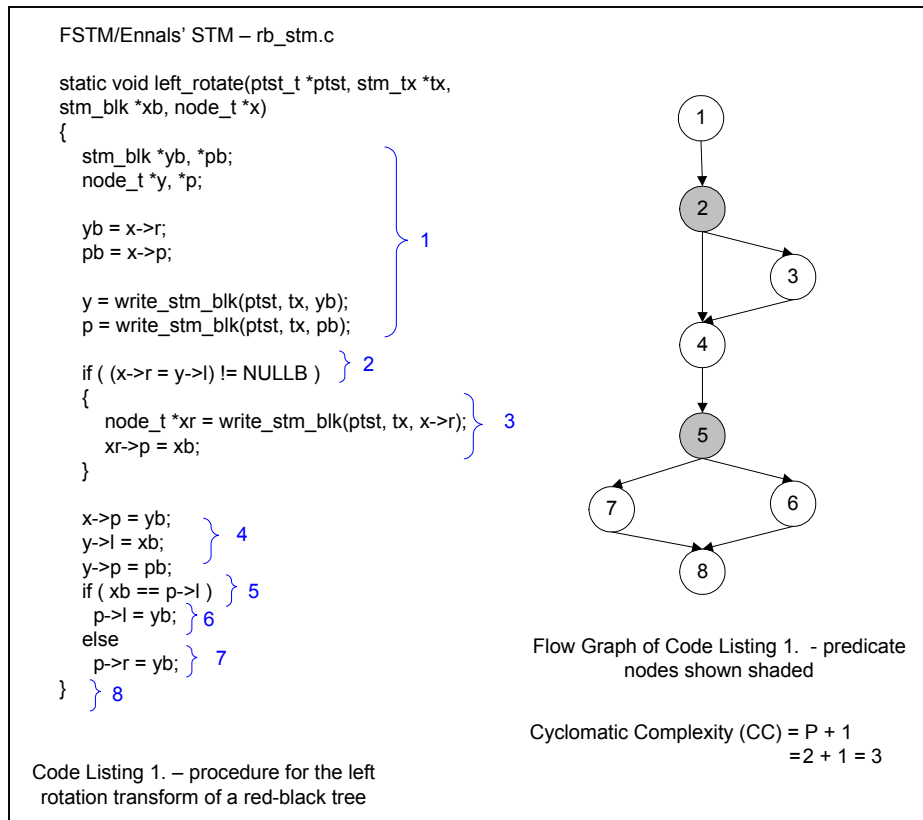 FSTM/Ennals' STM – rb_stm.c
static void left_rotate(ptst_t *ptst, stm_tx *tx,
stm_blk *xb, node_t *x)
{
stm_blk *yb, *pb;
node_t *y, *p;
yb = x->r;
pb = x->p;
1
y = write_stm_blk(ptst, tx, yb);
p = write_stm_blk(ptst, tx, pb);
if ( (x->r = y->l) != NULLB )
2
{
node_t *xr = write_stm_blk(ptst, tx, x->r);
xr->p = xb;
3
}
x->p = yb;
y->l = xb;
y->p = pb;
4
if ( xb == p->l )
5
p->l = yb;
6
else
p->r = yb;
7
}
8
Code Listing 1. – procedure for the left
rotation transform of a red-black tree
1
2
3
4
5
7
6
8
Flow Graph of Code Listing 1. - predicate
nodes shown shaded
Cyclomatic Complexity (CC) = P + 1
=2 + 1 = 3